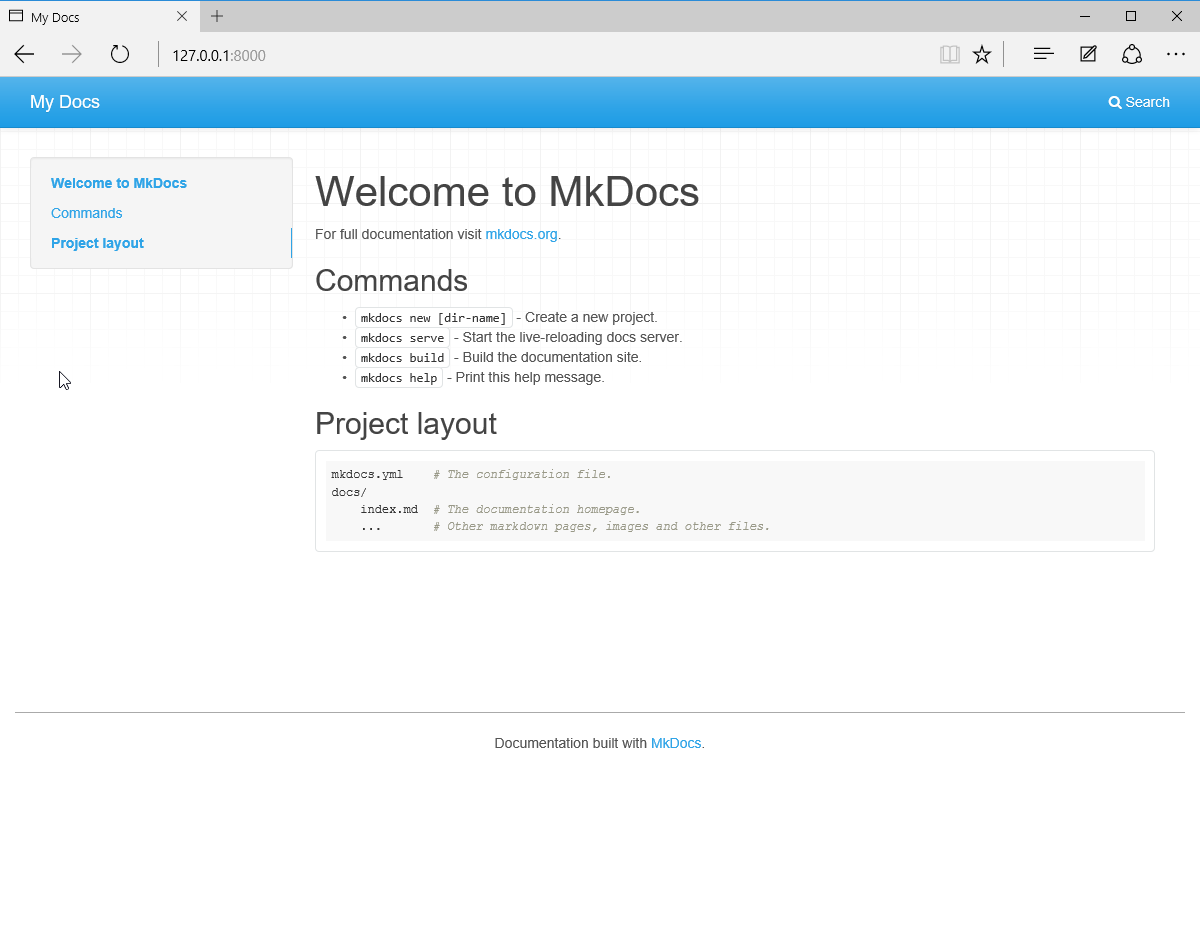 My Docs
127.0.0.1:8000
My Docs
Search
Welcome to MkDocs
Commands
Project layout
Welcome to MkDocs
For full documentation visit mkdocs.org.
Commands
• mkdocs new [dir-name] - Create a new project.
• mkdocs serve - Start the live-reloading docs server.
• mkdocs build - Build the documentation site.
• mkdocs help - Print this help message.
Project layout
mkdocs.yml    # The configuration file.
docs/
    index.md  # The documentation homepage.
    ...       # Other markdown pages, images and other files.
Documentation built with MkDocs.